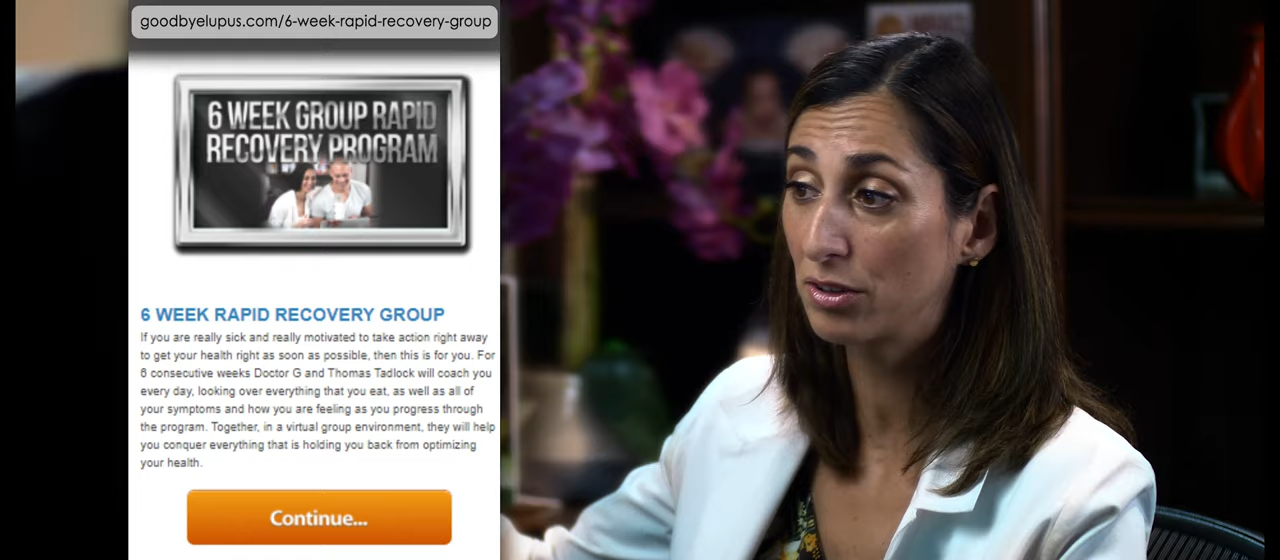 goodbyelupus.com/6-week-rapid-recovery-group
6 WEEK GROUP RAPID
RECOVERY PROGRAM
6 WEEK RAPID RECOVERY GROUP
If you are really sick and really motivated to take action right away
to get your health right as soon as possible, then this is for you. For
6 consecutive weeks Doctor G and Thomas Tadlock will coach you
every day, looking over everything that you eat, as well as all of
your symptoms and how you are feeling as you progress through
the program. Together, in a virtual group environment, they will help
you conquer everything that is holding you back from optimizing
your health.
Continue...